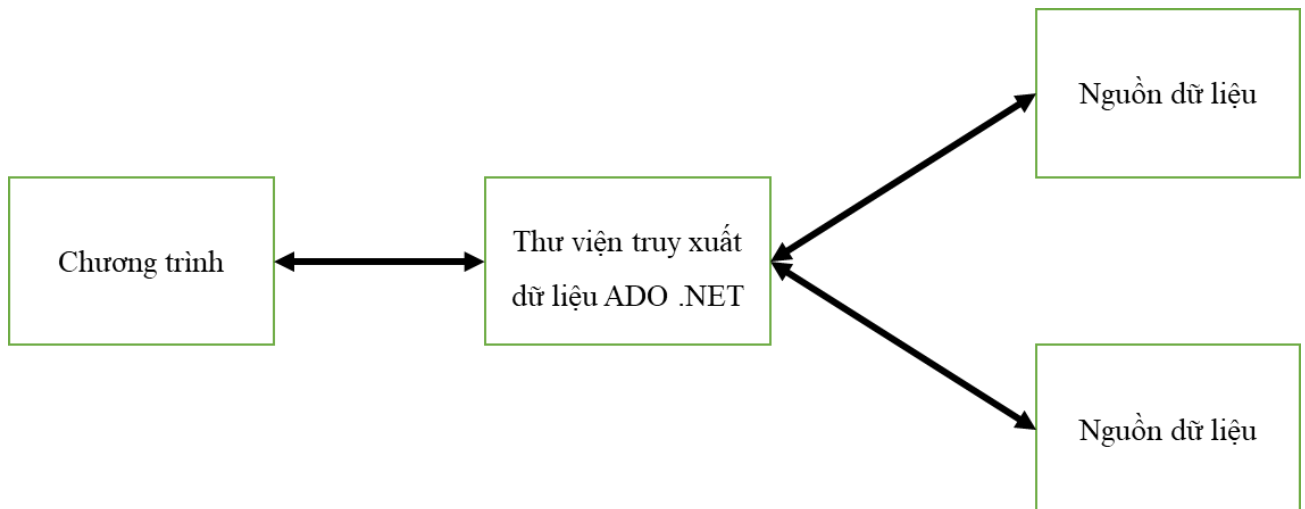 Nguồn dữ liệu
Chương trình
Thư viện truy xuất
dữ liệu ADO .NET
Nguồn dữ liệu